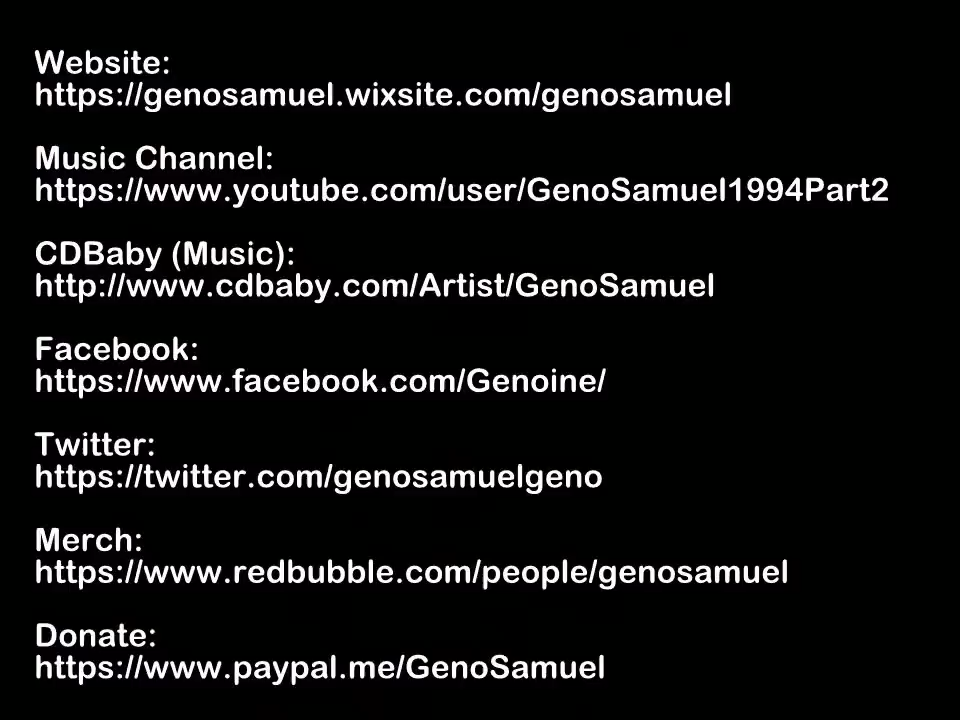 Website:
https://genosamuel.wixsite.com/genosamuel
Music Channel:
https://www.youtube.com/user/GenoSamuel1994Part2
CDBaby (Music):
http://www.cdbaby.com/Artist/GenoSamuel
Facebook:
https://www.facebook.com/Genoine/
Twitter:
https://twitter.com/genosamuelgeno
Merch:
https://www.redbubble.com/people/genosamuel
Donate:
https://www.paypal.me/GenoSamuel